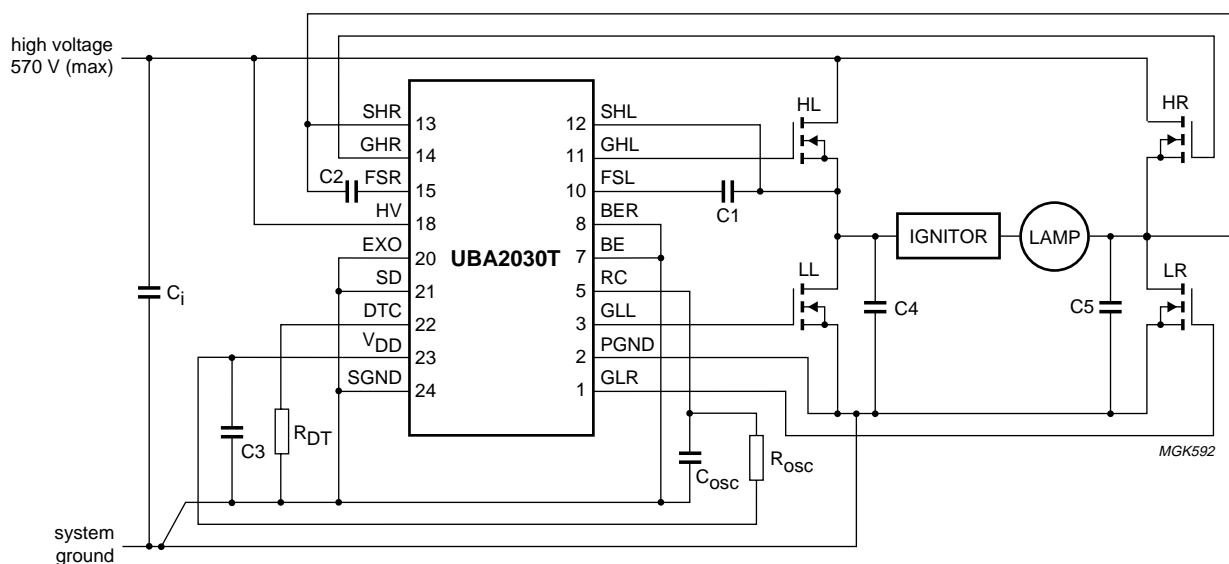 high voltage
570 V (max)
SHR
13
GHR
14
C2
FSR
15
HV
18
EXO
20
SD
21
DTC
22
VDD
23
SGND
24
UBA2030T
SHL
12
GHL
11
FSL
10
C1
BER
8
BE
7
RC
5
GLL
3
PGND
2
GLR
1
HL
HR
LL
LR
IGNITOR
LAMP
C4
C5
Ci
C3
RDT
Cosc
Rosc
MGK592
system
ground